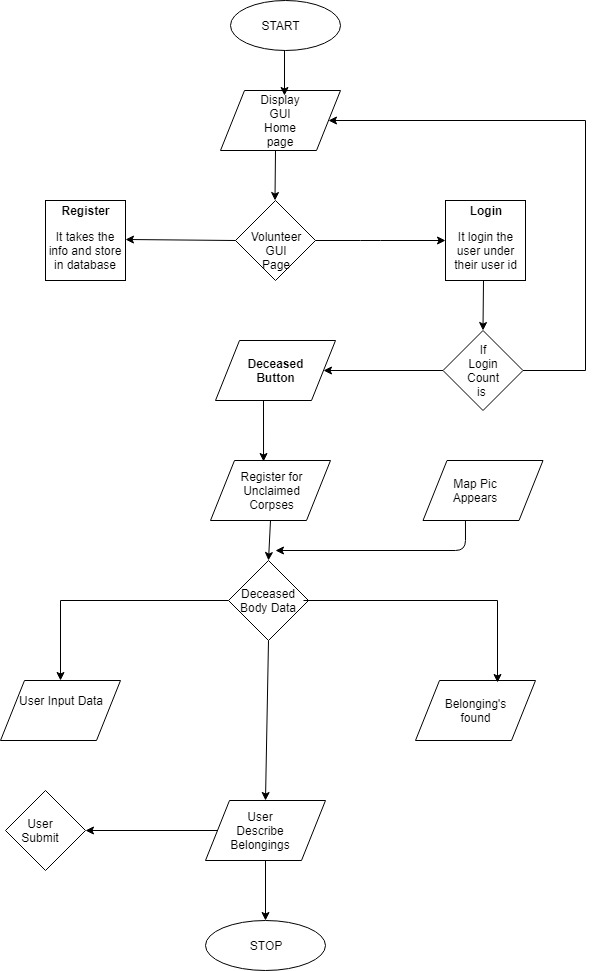 START
Display
GUI
Home
page
Register
It takes the
info and store
in database
Volunteer
GUI
Page
Login
It login the
user under
their user id
If
Login
Count
is
Deceased
Button
Register for
Unclaimed
Corpses
Map Pic
Appears
Deceased
Body Data
User Input Data
Belonging's
found
User
Submit
User
Describe
Belongings
STOP